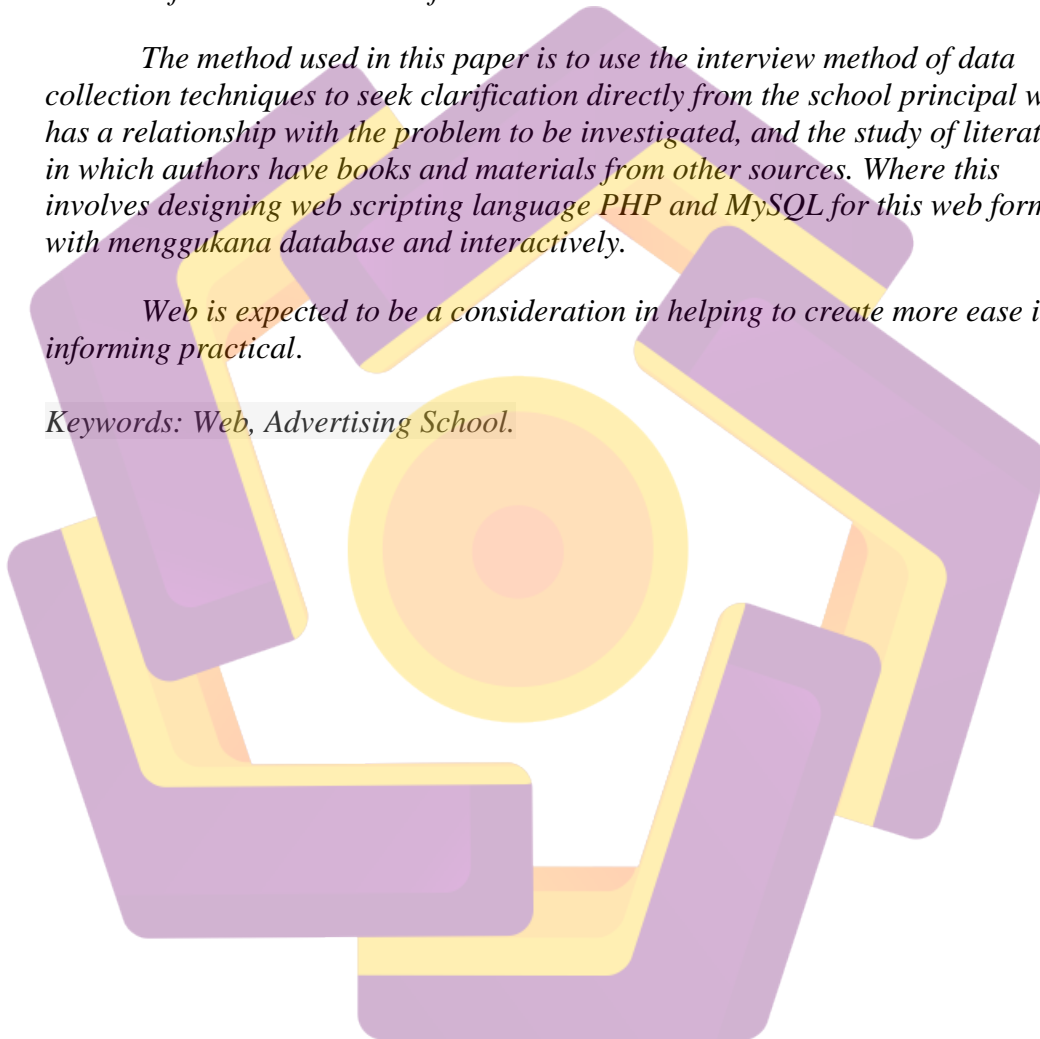 The method used in this paper is to use the interview method of data
collection techniques to seek clarification directly from the school principal
has a relationship with the problem to be investigated, and the study of
in which authors have books and materials from other sources. Where this
involves designing web scripting language PHP and MySQL for this web
with menggukana database and interactively.
Web is expected to be a consideration in helping to create more ease
informing practical.
Keywords: Web, Advertising School.